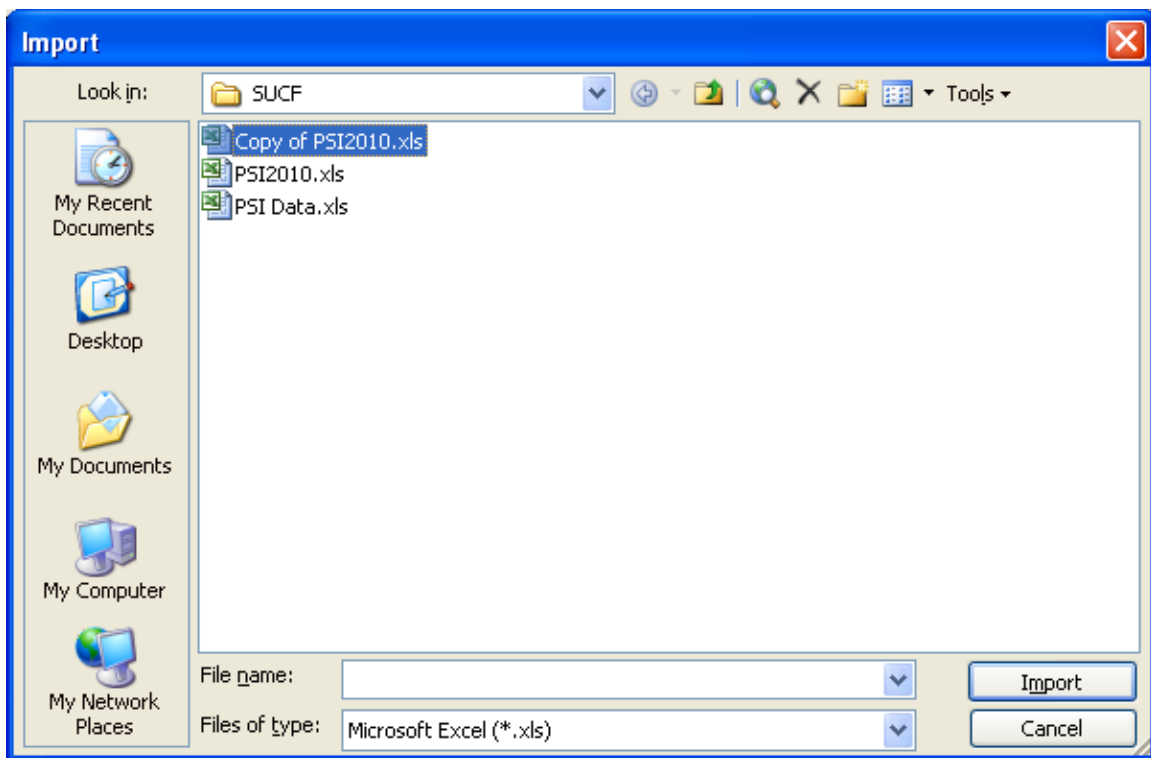 Import
Look in:
SUCF
Tools
Copy of PSI2010.xls
PSI2010.xls
PSI Data.xls
My Recent
Documents
Desktop
My Documents
My Computer
My Network
Places
File name:
Import
Files of type:
Microsoft Excel (*.xls)
Cancel